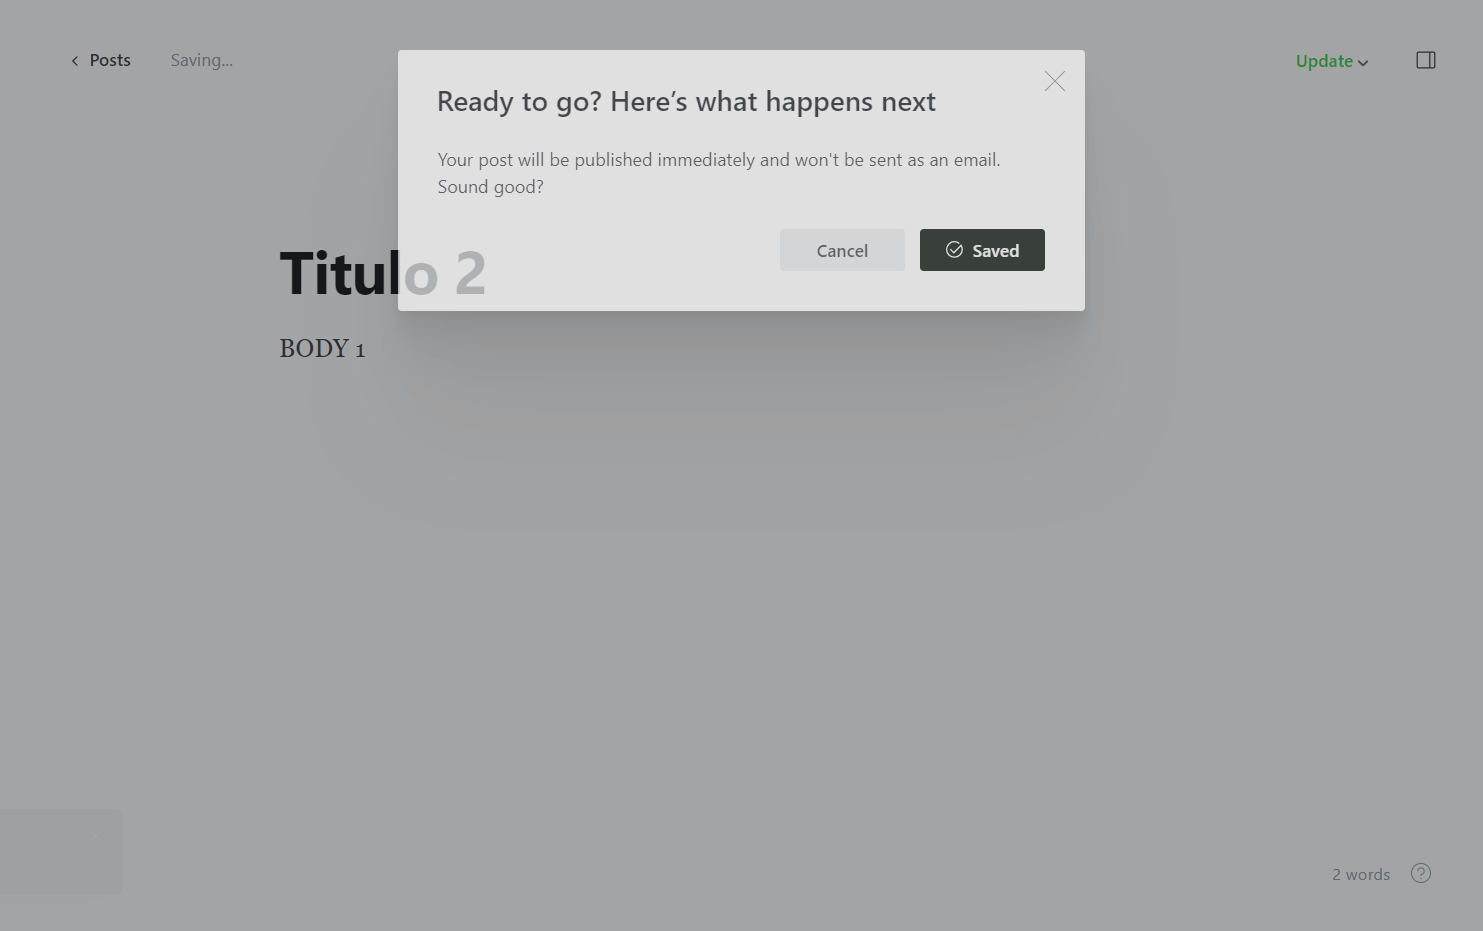 Posts
Saving...
Update
Ready to go? Here’s what happens next
Your post will be published immediately and won't be sent as an email.
Sound good?
Cancel
Saved
Titulo 2
BODY 1
2 words